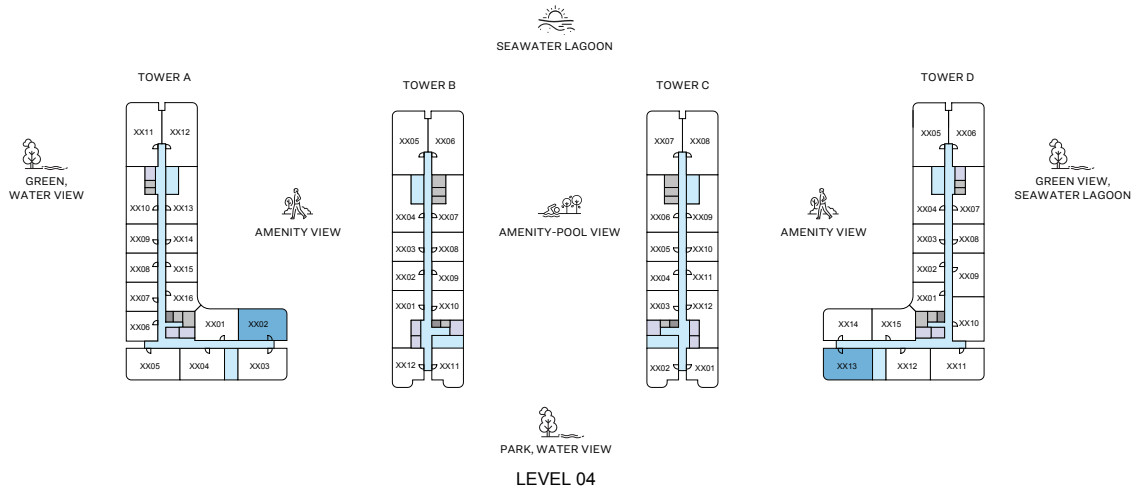 SEAWATER LAGOON
TOWER A
TOWER B
TOWER C
TOWER D
XX11 XX12
XX05 XX06
XX07 XX08
XX05 XX06
GREEN,
WATER VIEW
GREEN VIEW,
SEAWATER LAGOON
XX10 XX13
XX04 XX07
XX06 XX09
XX04 XX07
AMENITY VIEW
AMENITY-POOL VIEW
AMENITY VIEW
XX09 XX14
XX03 XX08
XX05 XX10
XX03 XX08
XX08 XX15
XX02 XX09
XX04 XX11
XX02 XX09
XX07 XX16
XX01 XX10
XX03 XX12
XX01
XX06 XX01 XX02
XX14 XX15 XX10
XX05 XX04 XX03
XX12 XX11
XX02 XX01
XX13 XX12 XX11
PARK, WATER VIEW
LEVEL 04